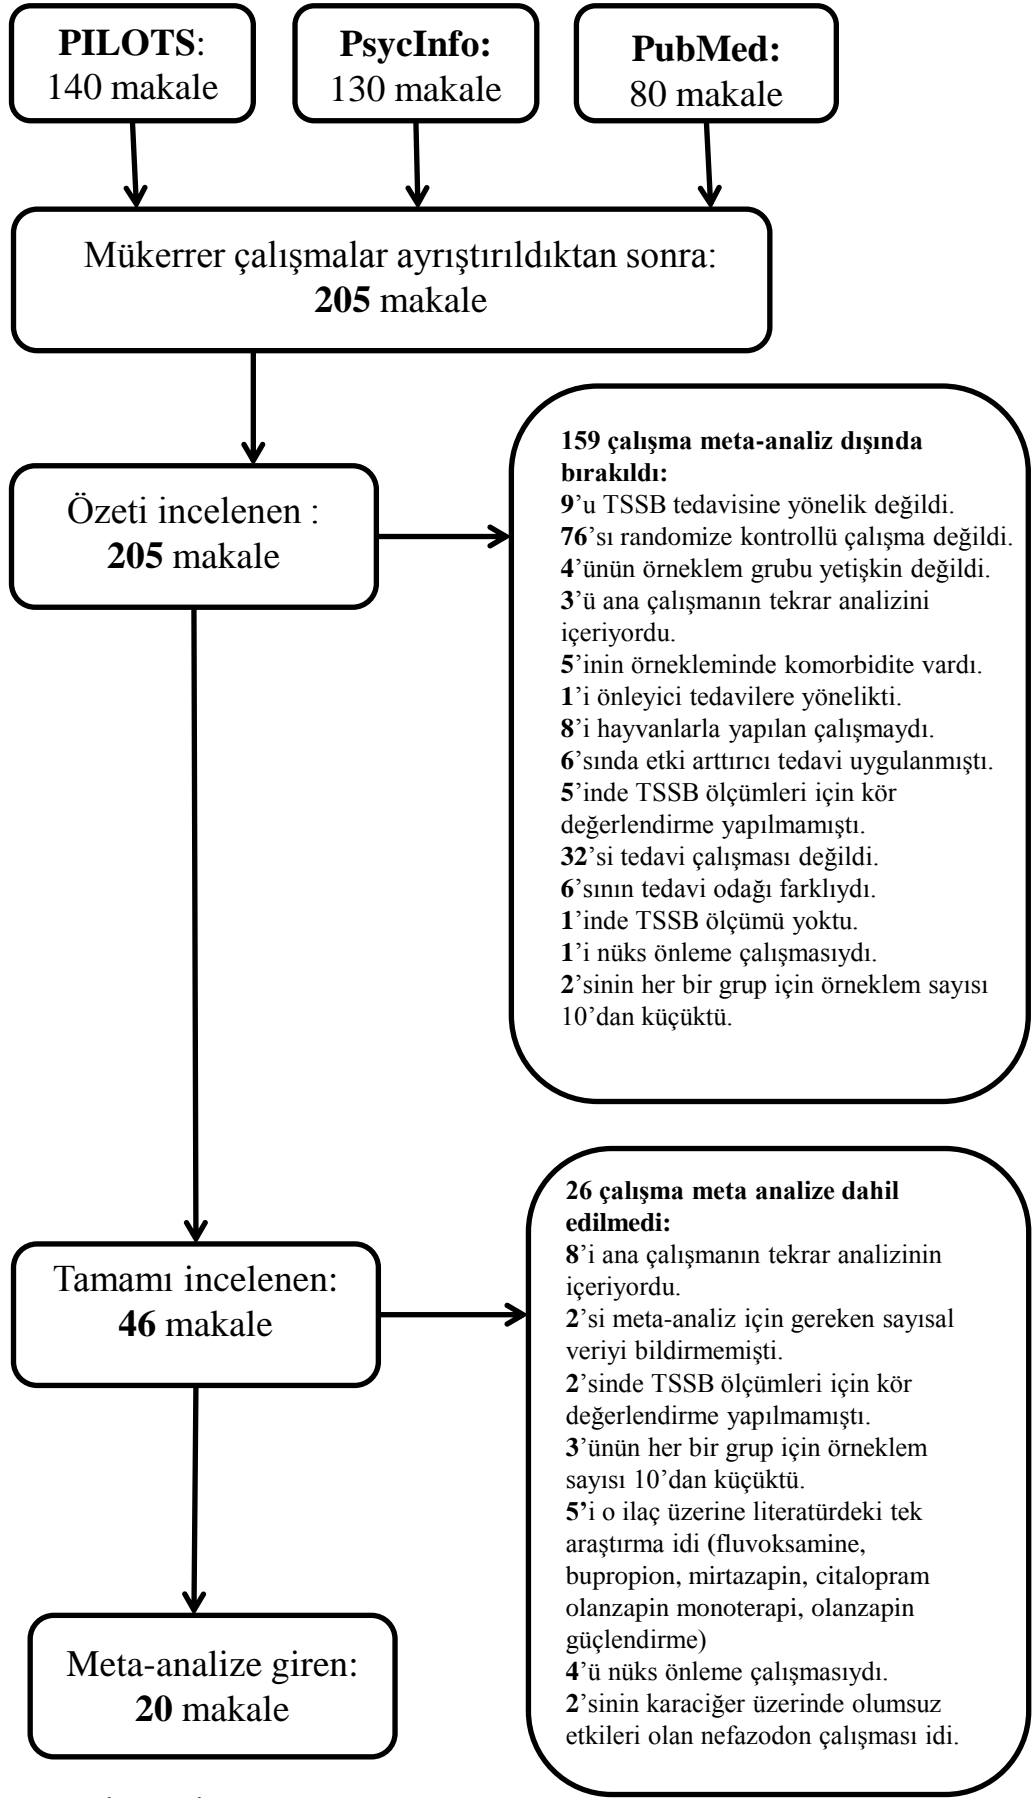 PILOTS:
140 makale
PsycInfo:
130 makale
PubMed:
80 makale
Mükerrer çalışmalar ayrıştırıldıktan sonra:
205 makale
Özeti incelenen :
205 makale
159 çalışma meta-analiz dışında
bırakıldı:
9’u TSSB tedavisine yönelik değildi.
76’sı randomize kontrollü çalışma değildi.
4’ünün örneklem grubu yetişkin değildi.
3’ü ana çalışmanın tekrar analizini
içeriyordu.
5’inin örnekleminde komorbidite vardı.
1’i önleyici tedavilere yönelikti.
8’i hayvanlarla yapılan çalışmaydı.
6’sında etki arttırıcı tedavi uygulanmıştı.
5’inde TSSB ölçümleri için kör
değerlendirme yapılmamıştı.
32’si tedavi çalışması değildi.
6’sının tedavi odağı farklıydı.
1’inde TSSB ölçümü yoktu.
1’i nüks önleme çalışmasıydı.
2’sinin her bir grup için örneklem sayısı
10’dan küçüktü.
Tamamı incelenen:
46 makale
26 çalışma meta analize dahil
edilmedi:
8’i ana çalışmanın tekrar analizinin
içeriyordu.
2’si meta-analiz için gereken sayısal
veriyi bildirmemişti.
2’sinde TSSB ölçümleri için kör
değerlendirme yapılmamıştı.
3’ünün her bir grup için örneklem
sayısı 10’dan küçüktü.
5’i o ilaç üzerine literatürdeki tek
araştırma idi (fluvoksamine,
bupropion, mirtazapin, citalopram
olanzapin monoterapi, olanzapin
güçlendirme)
4’ü nüks önleme çalışmasıydı.
2’sinin karaciğer üzerinde olumsuz
etkileri olan nefazodon çalışması idi.
Meta-analize giren:
20 makale